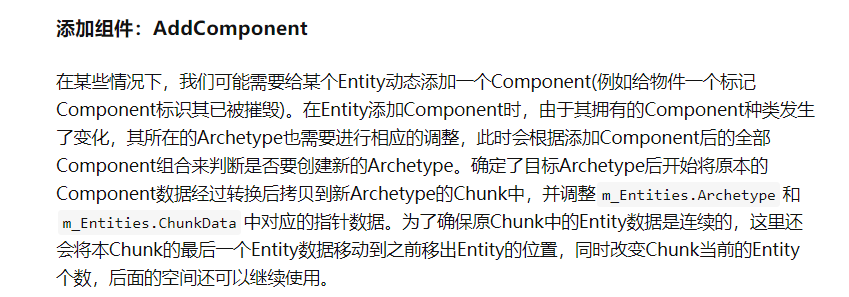 添加组件：AddComponent
在某些情况下，我们可能需要给某个Entity动态添加一个Component(例如给物件一个标记
Component标识其已被摧毁)。在Entity添加Component时，由于其拥有的Component种类发生
了变化，其所在的Archetype也需要进行相应的调整，此时会根据添加Component后的全部
Component组合来判断是否要创建新的Archetype。确定了目标Archetype后开始将原本的
Component数据经过转换后拷贝到新Archetype的Chunk中，并调整 m_Entities.Archetype 和
m_Entities.ChunkData 中对应的指针数据。为了确保原Chunk中的Entity数据是连续的，这里还
会将本Chunk的最后一个Entity数据移动到之前移出Entity的位置，同时改变Chunk当前的Entity
个数，后面的空间还可以继续使用。